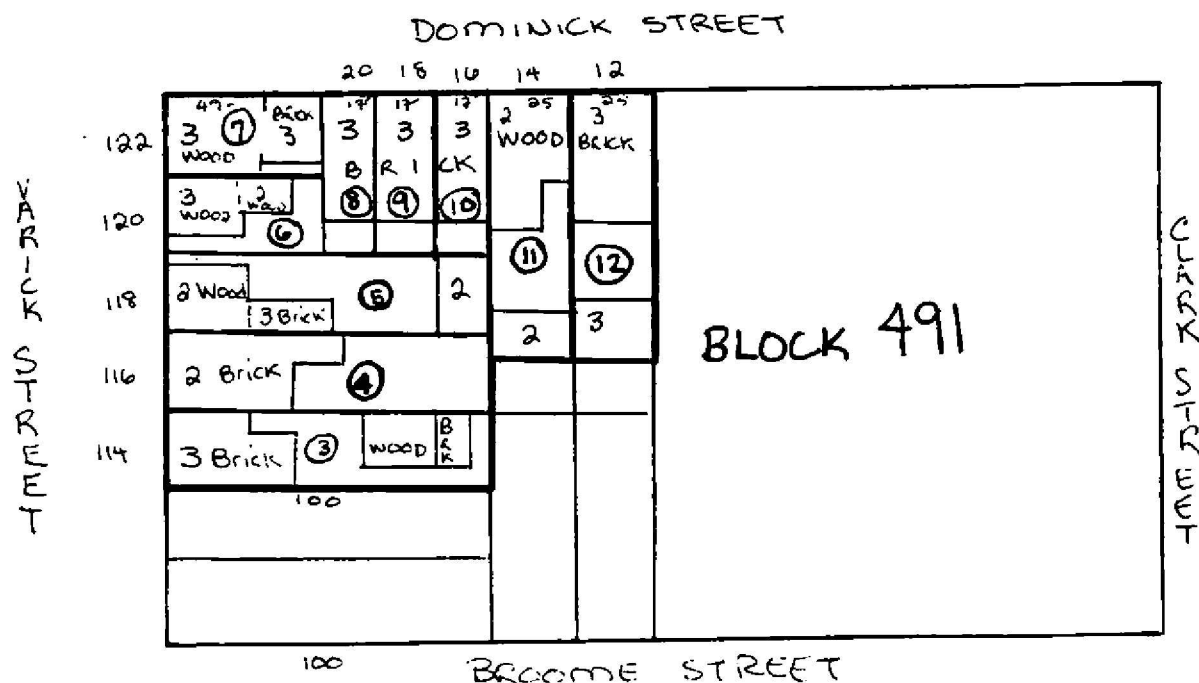 DOMINICK STREET
20 18 16 14 12
49- 17 17 17 25 25
122 3 7 BRICK 3 3 3 3 2 WOOD 3 BRICK
WOOD
B R I CK
8 9 10
120 3 WOOD 2 WOOD 6
11 12
118 2 Wood 3 Brick 5 2
2 3
BLOCK 491
116 2 Brick 4
114 3 Brick 3 WOOD BRK
100
100
BROOME STREET
VARICK STREET
CLARK STREET